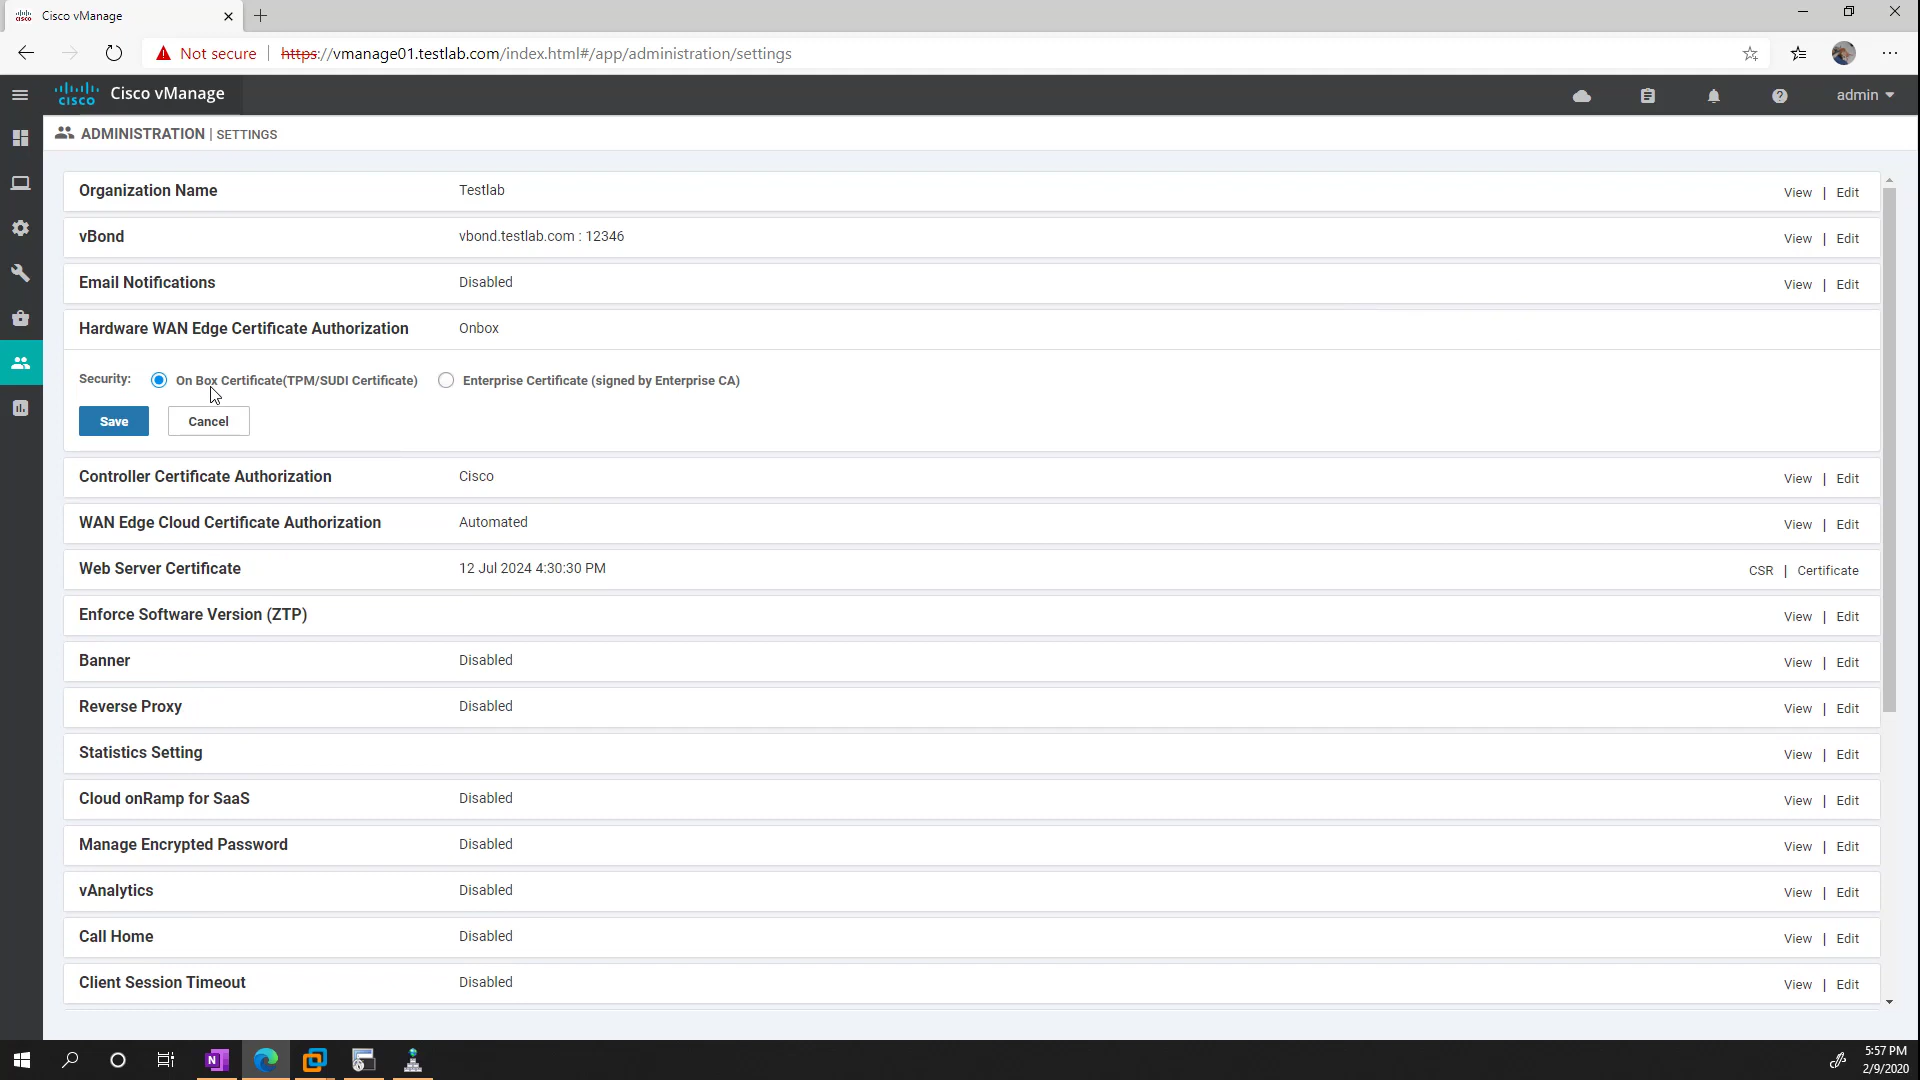 Cisco vManage
Not secure | https://vmanage01.testlab.com/index.html#/app/administration/settings
CISCO Cisco vManage admin
ADMINISTRATION | SETTINGS
Organization Name Testlab View | Edit
vBond vbond.testlab.com : 12346 View | Edit
Email Notifications Disabled View | Edit
Hardware WAN Edge Certificate Authorization Onbox
Security: On Box Certificate(TPM/SUDI Certificate) Enterprise Certificate (signed by Enterprise CA)
Save Cancel
Controller Certificate Authorization Cisco View | Edit
WAN Edge Cloud Certificate Authorization Automated View | Edit
Web Server Certificate 12 Jul 2024 4:30:30 PM CSR | Certificate
Enforce Software Version (ZTP) View | Edit
Banner Disabled View | Edit
Reverse Proxy Disabled View | Edit
Statistics Setting View | Edit
Cloud onRamp for SaaS Disabled View | Edit
Manage Encrypted Password Disabled View | Edit
vAnalytics Disabled View | Edit
Call Home Disabled View | Edit
Client Session Timeout Disabled View | Edit
5:57 PM
2/9/2020